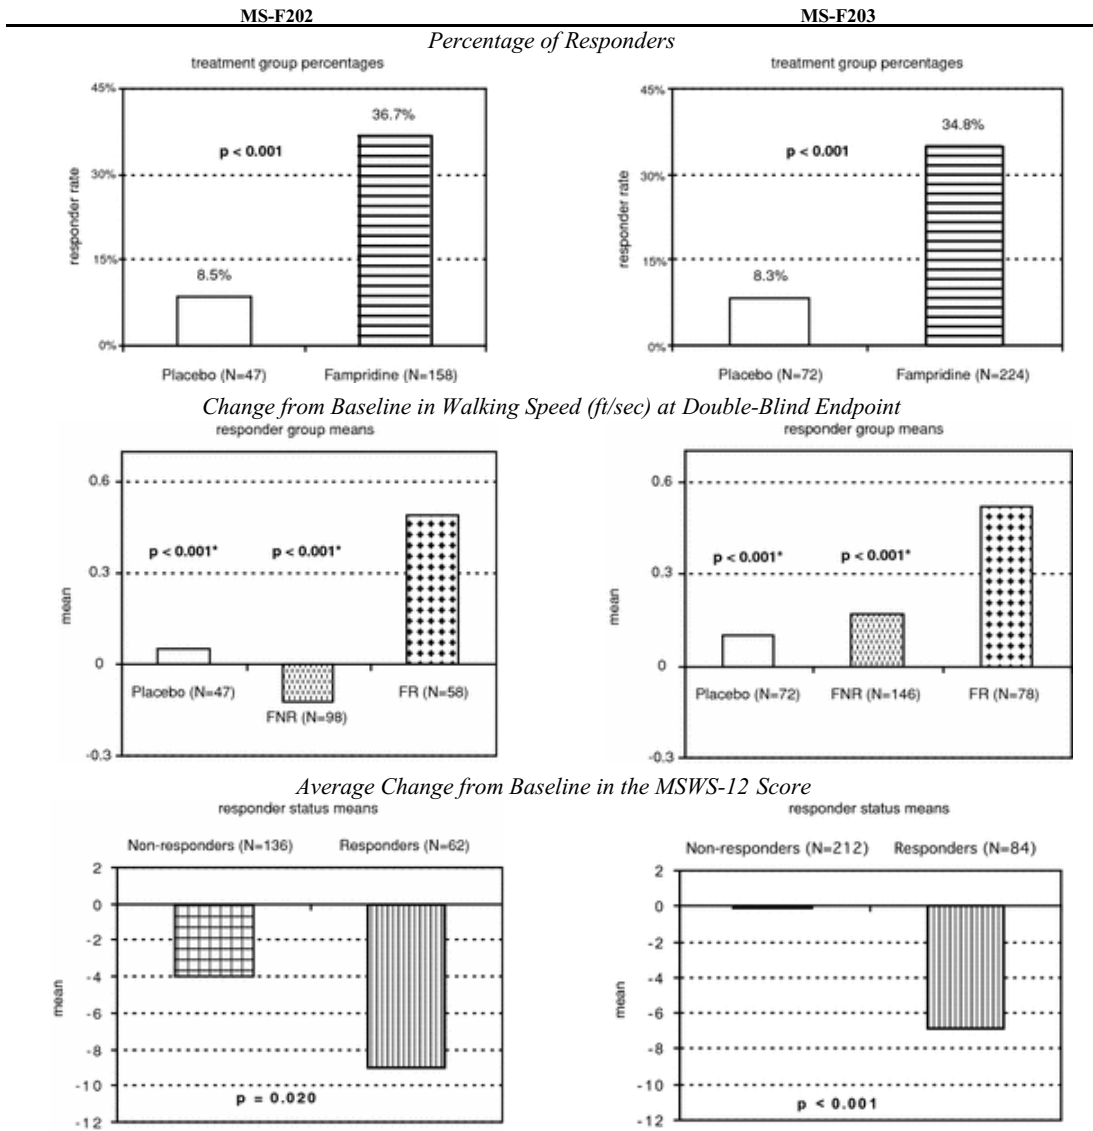 MS-F202 MS-F203
Percentage of Responders
treatment group percentages treatment group percentages
45% 45%
36.7% 34.8%
p < 0.001 p < 0.001
30% 30%
responder rate responder rate
15% 15%
8.5% 8.3%
0% 0%
Placebo (N=47) Fampridine (N=158) Placebo (N=72) Fampridine (N=224)
Change from Baseline in Walking Speed (ft/sec) at Double-Blind Endpoint
responder group means responder group means
0.6 0.6
p < 0.001* p < 0.001* p < 0.001* p < 0.001*
0.3 0.3
mean mean
0 0
Placebo (N=47) FNR (N=98) FR (N=58) Placebo (N=72) FNR (N=146) FR (N=78)
-0.3 -0.3
Average Change from Baseline in the MSWS-12 Score
responder status means responder status means
Non-responders (N=136) Responders (N=62) Non-responders (N=212) Responders (N=84)
2 2
0 0
-2 -2
-4 -4
mean mean
-6 -6
-8 -8
-10 -10
p = 0.020 p < 0.001
-12 -12